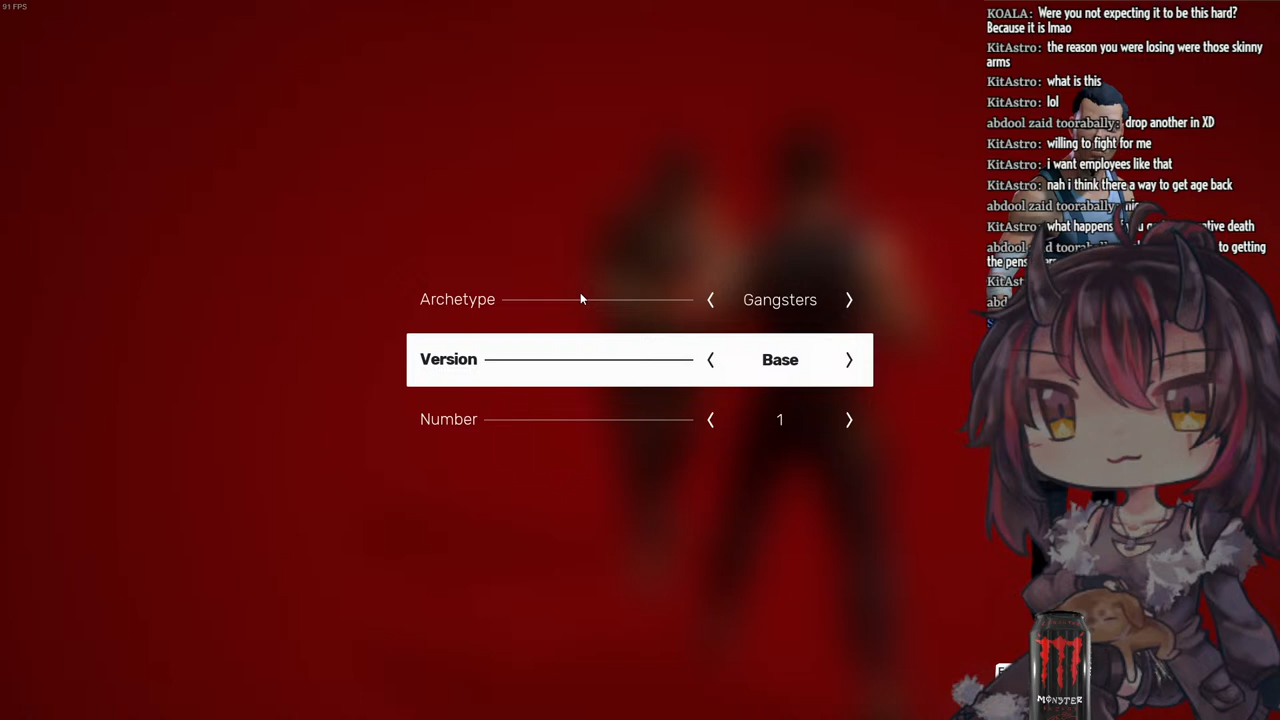 91 FPS
KOALA: Were you not expecting it to be this hard?
Because it is lmao
KitAstro: the reason you were losing were those skinny
arms
KitAstro: what is this
KitAstro: lol
abdool zaid toorabally: drop another in XD
KitAstro: willing to fight for me
KitAstro: i want employees like that
KitAstro: nah i think there a way to get age back
abdool zaid toorabally:
KitAstro: what happens death
abdool to getting
the
Archetype Gangsters
Version Base
Number 1
MONSTER